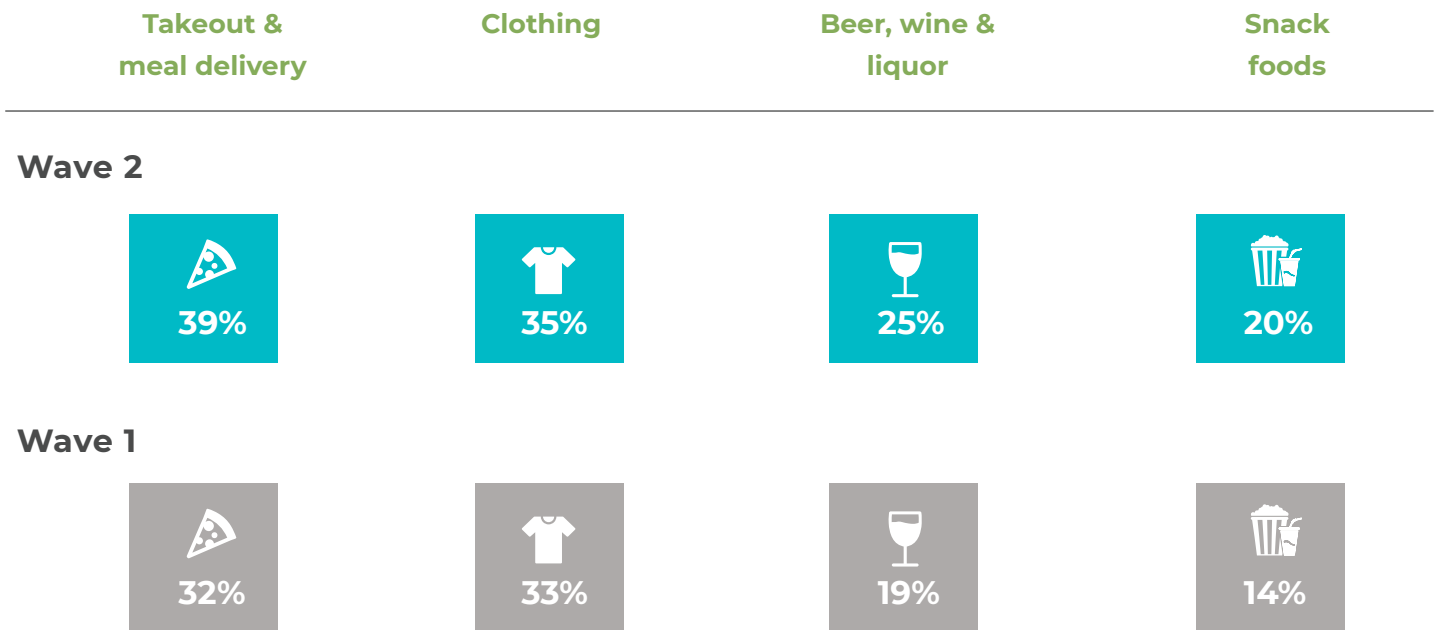 Takeout &
meal delivery
Clothing
Beer, wine &
liquor
Snack
foods
Wave 2
39%
35%
25%
20%
Wave 1
32%
33%
19%
14%